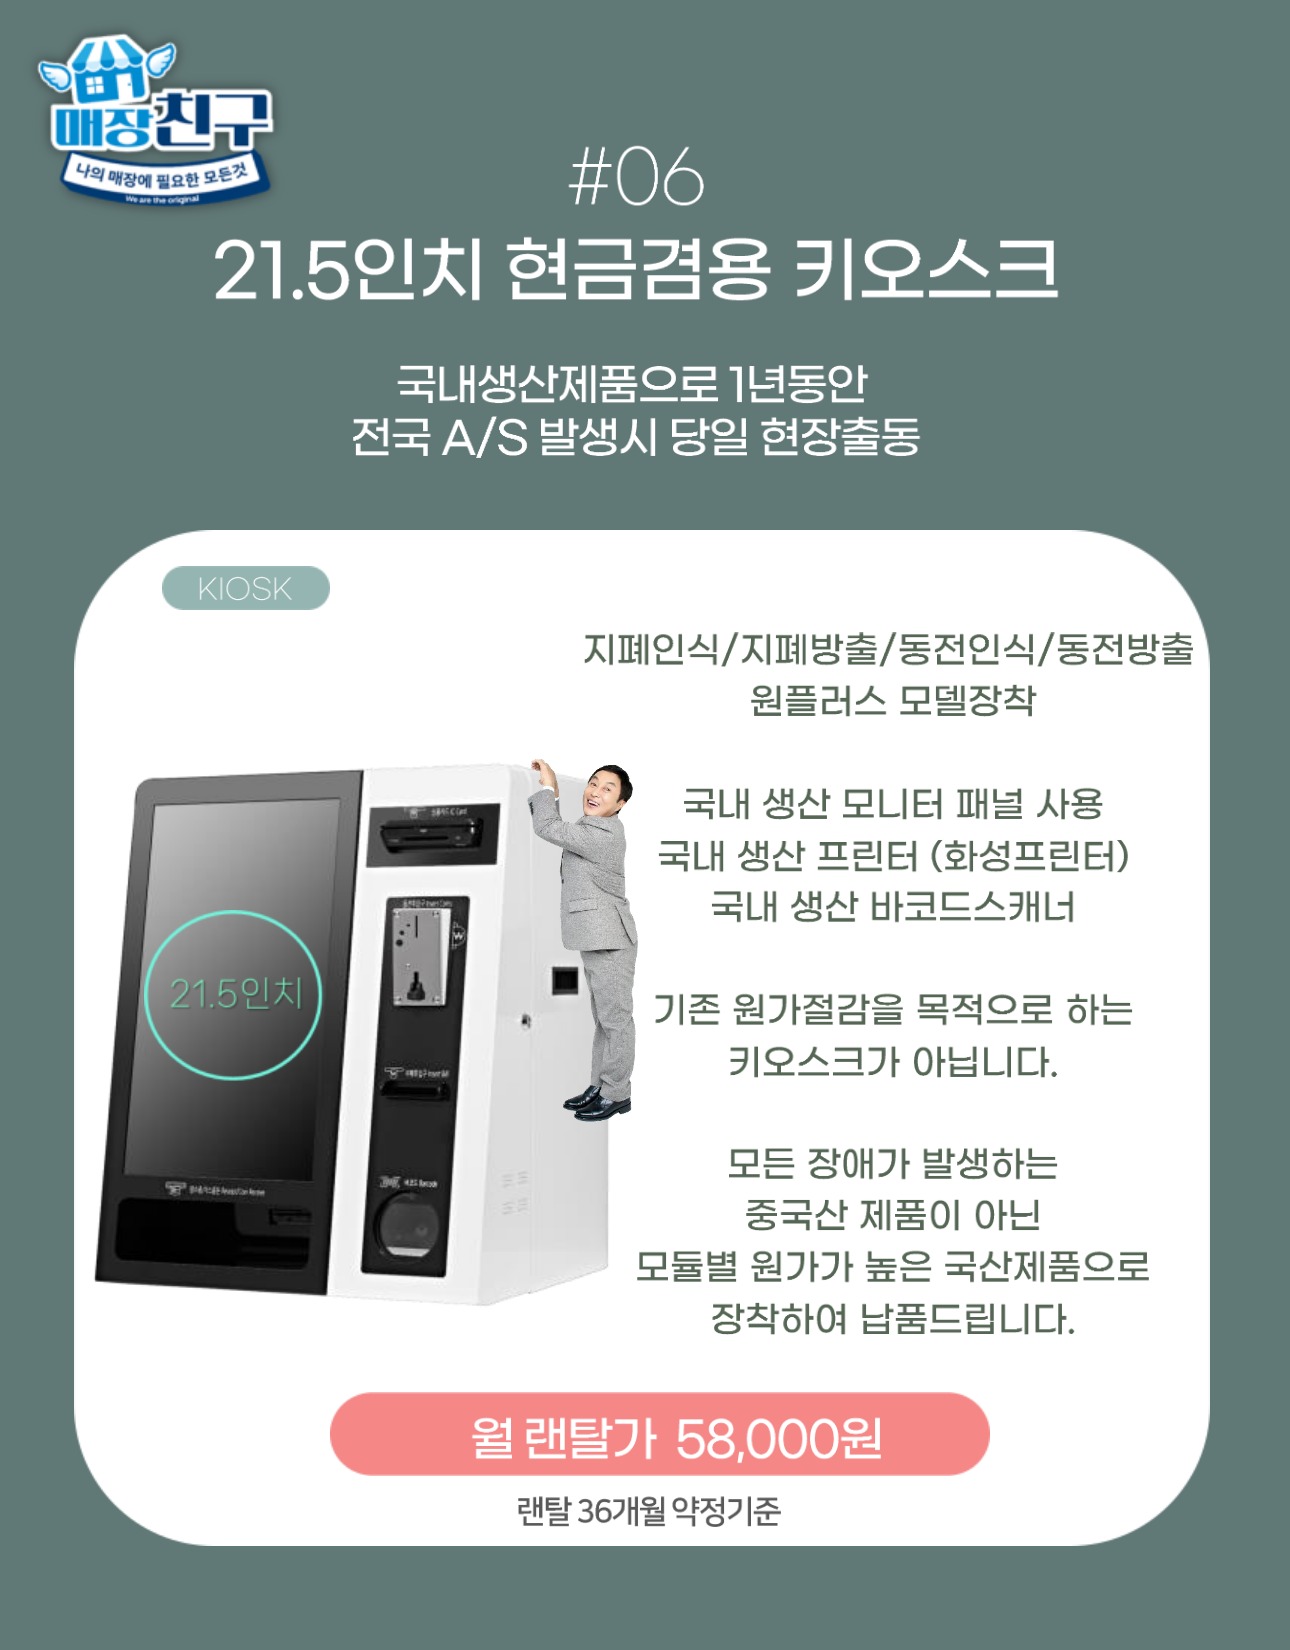 매장친구
나의 매장에 필요한 모든것
We are the original
#06
21.5인치 현금겸용 키오스크
국내생산제품으로 1년동안
전국 A/S 발생시 당일 현장출동
KIOSK
지폐인식/지폐방출/동전인식/동전방출
원플러스 모델장착
국내 생산 모니터 패널 사용
국내 생산 프린터 (화성프린터)
국내 생산 바코드스캐너
기존 원가절감을 목적으로 하는
키오스크가 아닙니다.
모든 장애가 발생하는
중국산 제품이 아닌
모듈별 원가가 높은 국산제품으로
장착하여 납품드립니다.
21.5인치
월 랜탈가 58,000원
랜탈 36개월 약정기준